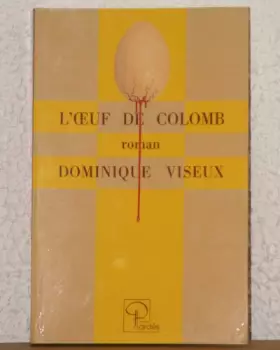 L'ŒUF DE COLOMB
roman
DOMINIQUE VISEUX